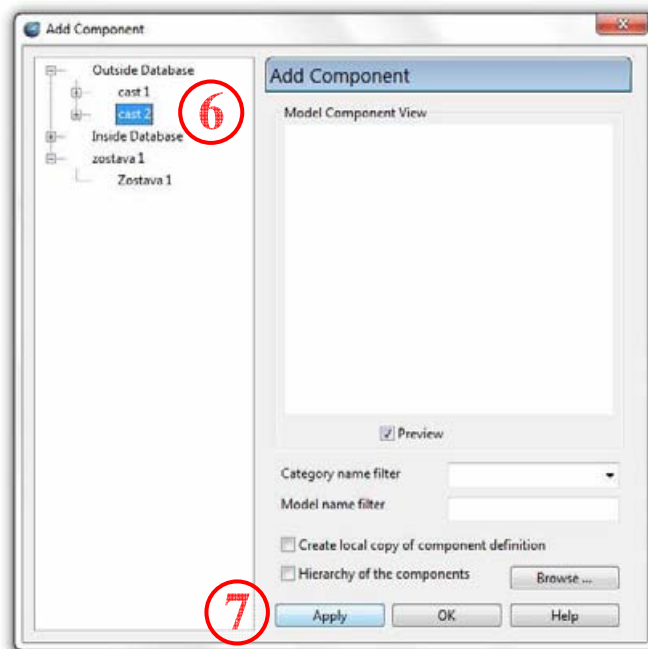 Add Component
Outside Database
cast 1
cast 2
6
Inside Database
zostava 1
Zostava 1
Add Component
Model Component View
Preview
Category name filter
Model name filter
Create local copy of component definition
Hierarchy of the components
Browse ...
7
Apply
OK
Help